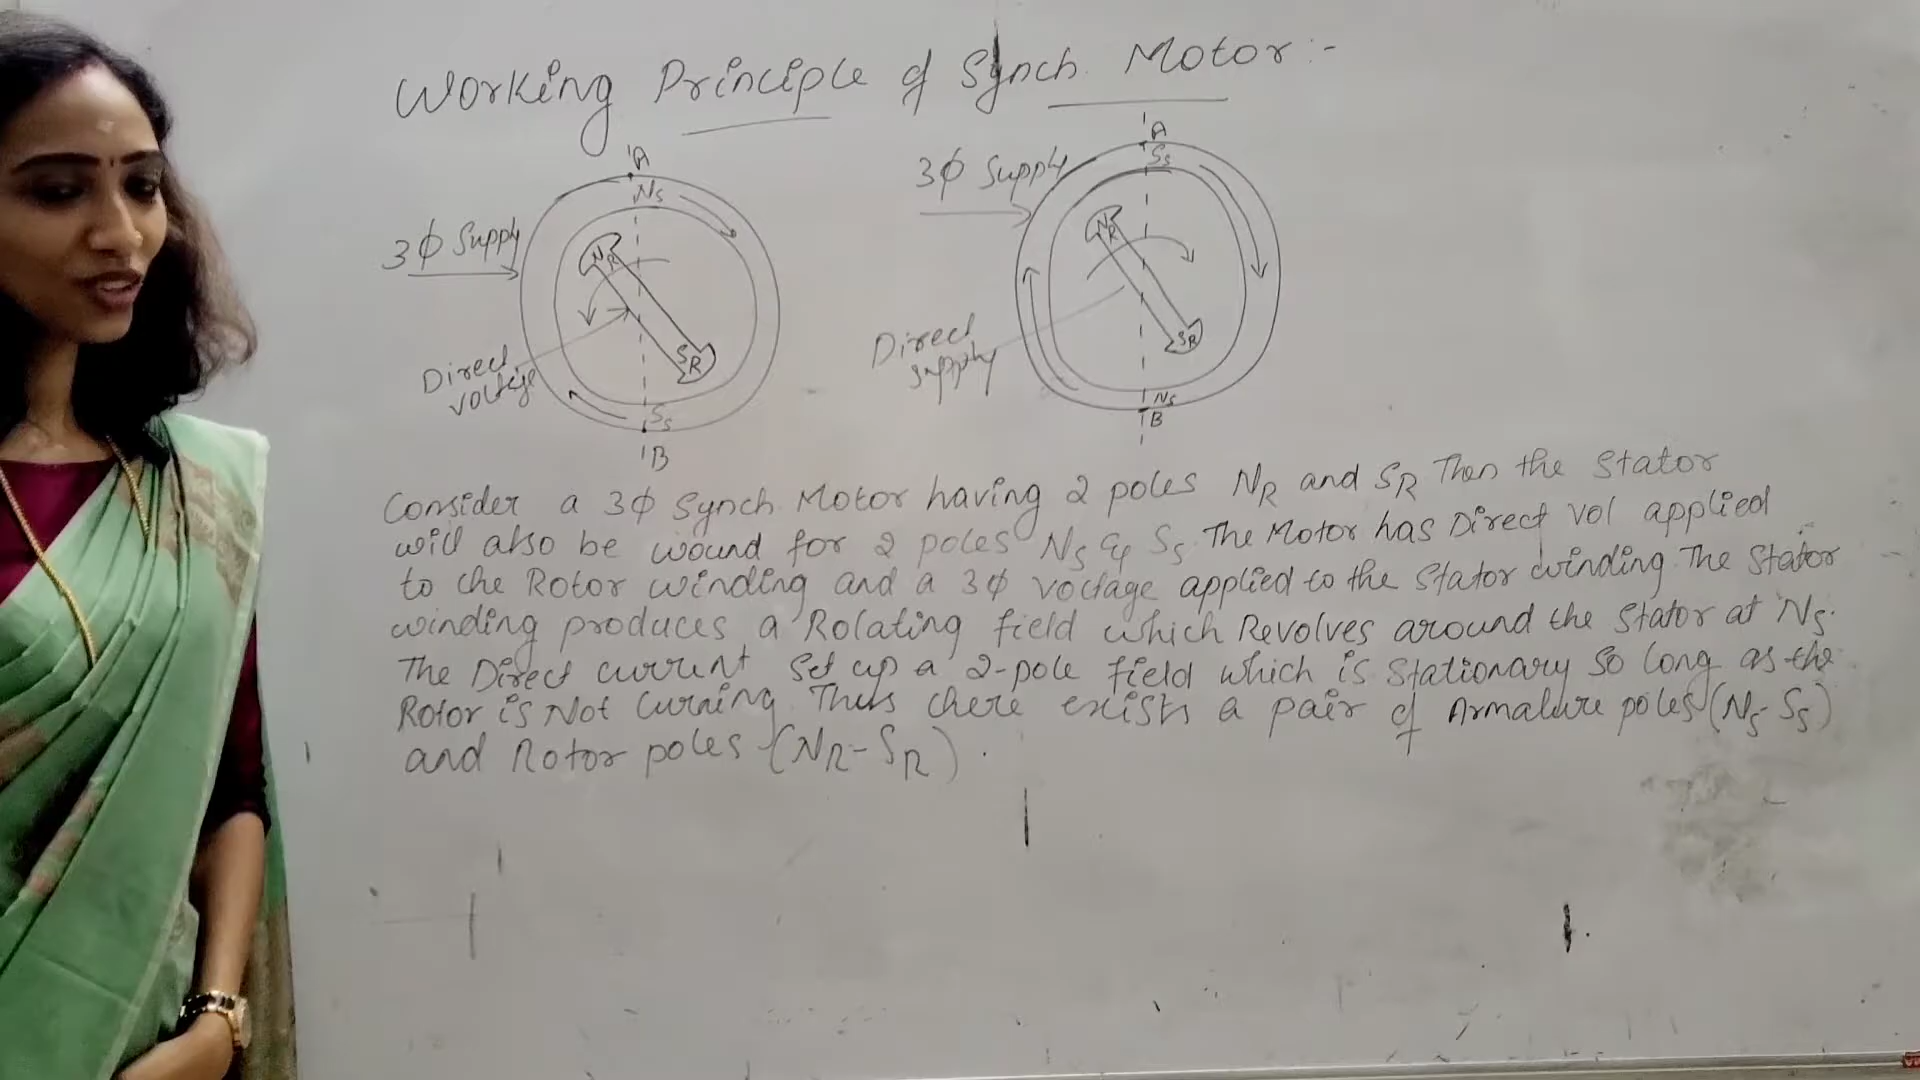 Working Principle of Synch Motor:-
A
NS
3ϕ Supply
NR
SR
Direct
voltage
SS
B
A
SS
3ϕ Supply
NR
SR
Direct
supply
NS
B
Consider a 3ϕ Synch Motor having 2 poles NR and SR Then the Stator
will also be wound for 2 poles NS & SS. The Motor has Direct vol applied
to the Rotor winding and a 3ϕ voltage applied to the Stator winding. The Stator
winding produces a Rotating field which Revolves around the Stator at NS.
The Direct current Set up a 2-pole field which is Stationary So long as the
Rotor is Not turning. Thus there exists a pair of Armature poles (NS-SS)
and Rotor poles (NR-SR).